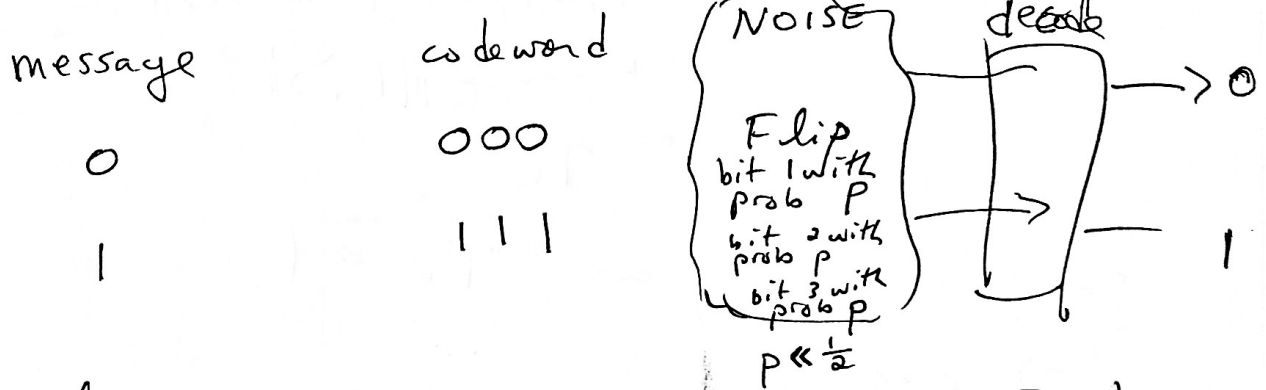 message
codeword
NOISE
decode
0
000
1
111
Flip
bit 1 with
prob p
bit 2 with
prob p
bit 3 with
prob p
p << 1/2
0
1